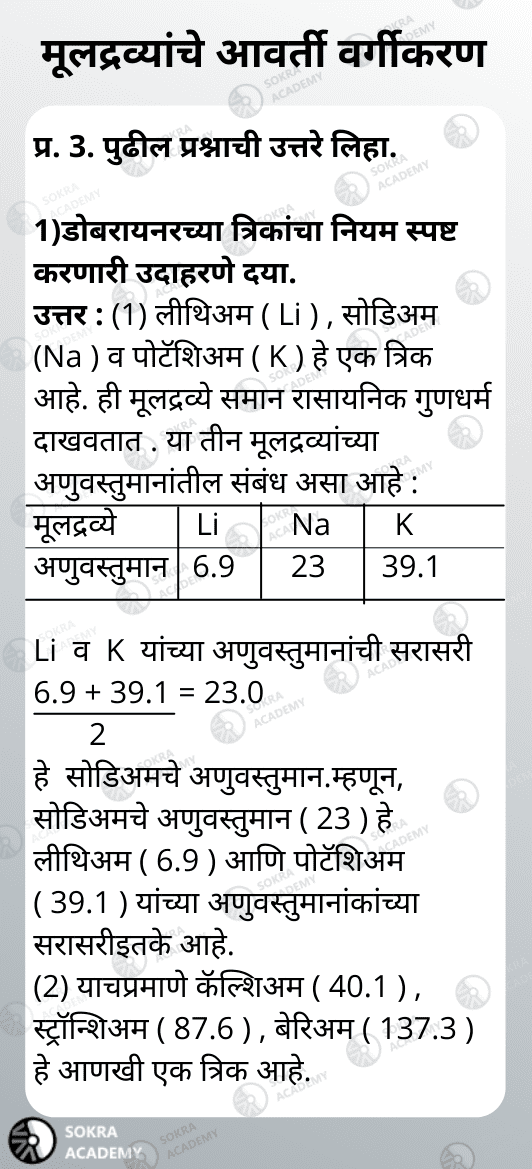 मूलद्रव्यांचे आवर्ती वर्गीकरण
प्र. 3. पुढील प्रश्नाची उत्तरे लिहा.
1)डोबरायनरच्या त्रिकांचा नियम स्पष्ट
करणारी उदाहरणे दया.
उत्तर : (1) लीथिअम ( Li ) , सोडिअम
(Na ) व पोटॅशिअम ( K ) हे एक त्रिक
आहे. ही मूलद्रव्ये समान रासायनिक गुणधर्म
दाखवतात . या तीन मूलद्रव्यांच्या
अणुवस्तुमानांतील संबंध असा आहे :
मूलद्रव्ये Li Na K
अणुवस्तुमान 6.9 23 39.1
Li व K यांच्या अणुवस्तुमानांची सरासरी
6.9 + 39.1 = 23.0
2
हे सोडिअमचे अणुवस्तुमान.म्हणून,
सोडिअमचे अणुवस्तुमान ( 23 ) हे
लीथिअम ( 6.9 ) आणि पोटॅशिअम
( 39.1 ) यांच्या अणुवस्तुमानांकांच्या
सरासरीइतके आहे.
(2) याचप्रमाणे कॅल्शिअम ( 40.1 ) ,
स्ट्रॉन्शिअम ( 87.6 ) , बेरिअम ( 137.3 )
हे आणखी एक त्रिक आहे.
SOKRA
ACADEMY